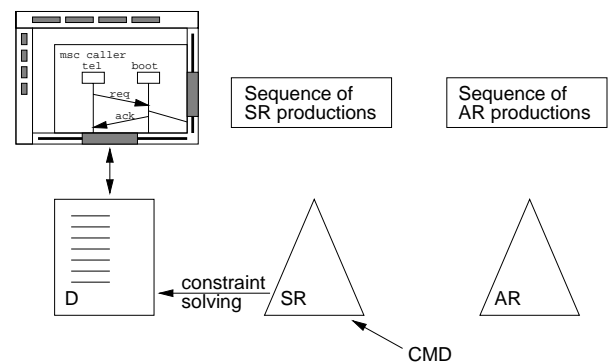 msc caller
tel boot
req
ack
Sequence of
SR productions
Sequence of
AR productions
D
constraint
solving
SR
AR
CMD